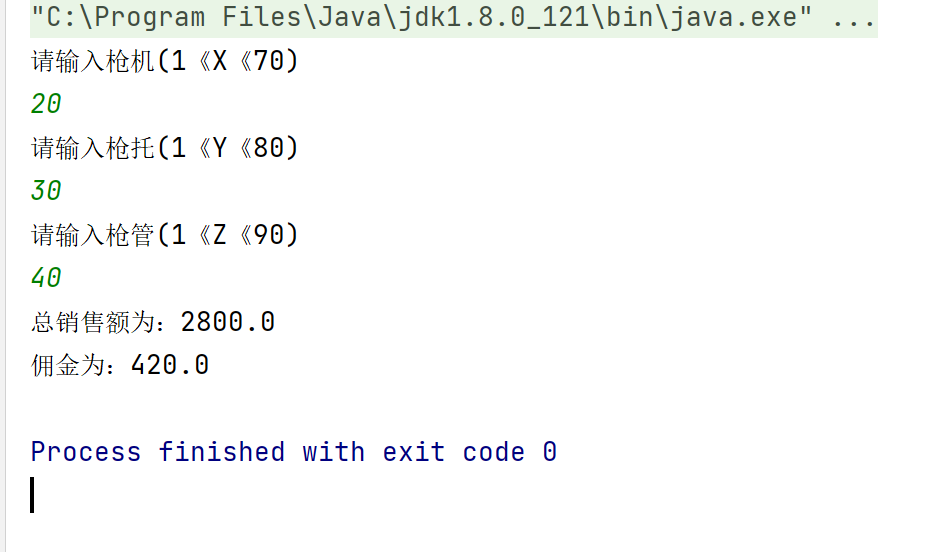 "C:\Program Files\Java\jdk1.8.0_121\bin\java.exe" ...
请输入枪机(1《X《70)
20
请输入枪托(1《Y《80)
30
请输入枪管(1《Z《90)
40
总销售额为：2800.0
佣金为：420.0
Process finished with exit code 0